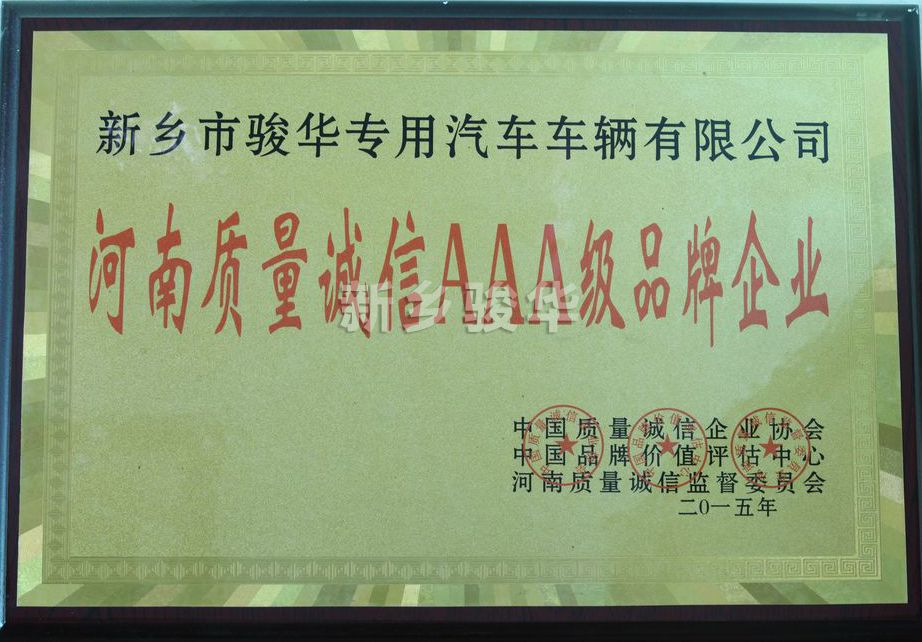 新乡市骏华专用汽车车辆有限公司
河南质量诚信AAA级品牌企业
新乡骏华
中国质量诚信企业协会
中国品牌价值评估中心
河南质量诚信监督委员会
二〇一五年